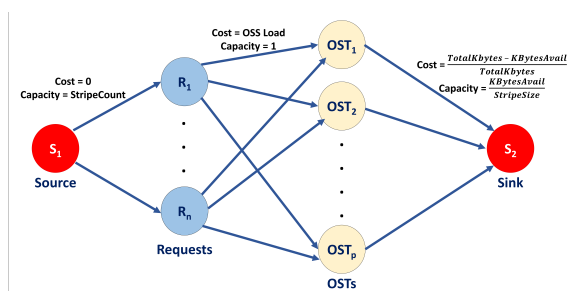 Cost = OSS Load
Capacity = 1
OST1
Cost = TotalKbytes − KBytesAvail
TotalKbytes
Capacity = KBytesAvail
StripeSize
Cost = 0
Capacity = StripeCount
R1
OST2
S1
Source
S2
Sink
Rn
Requests
OSTp
OSTs